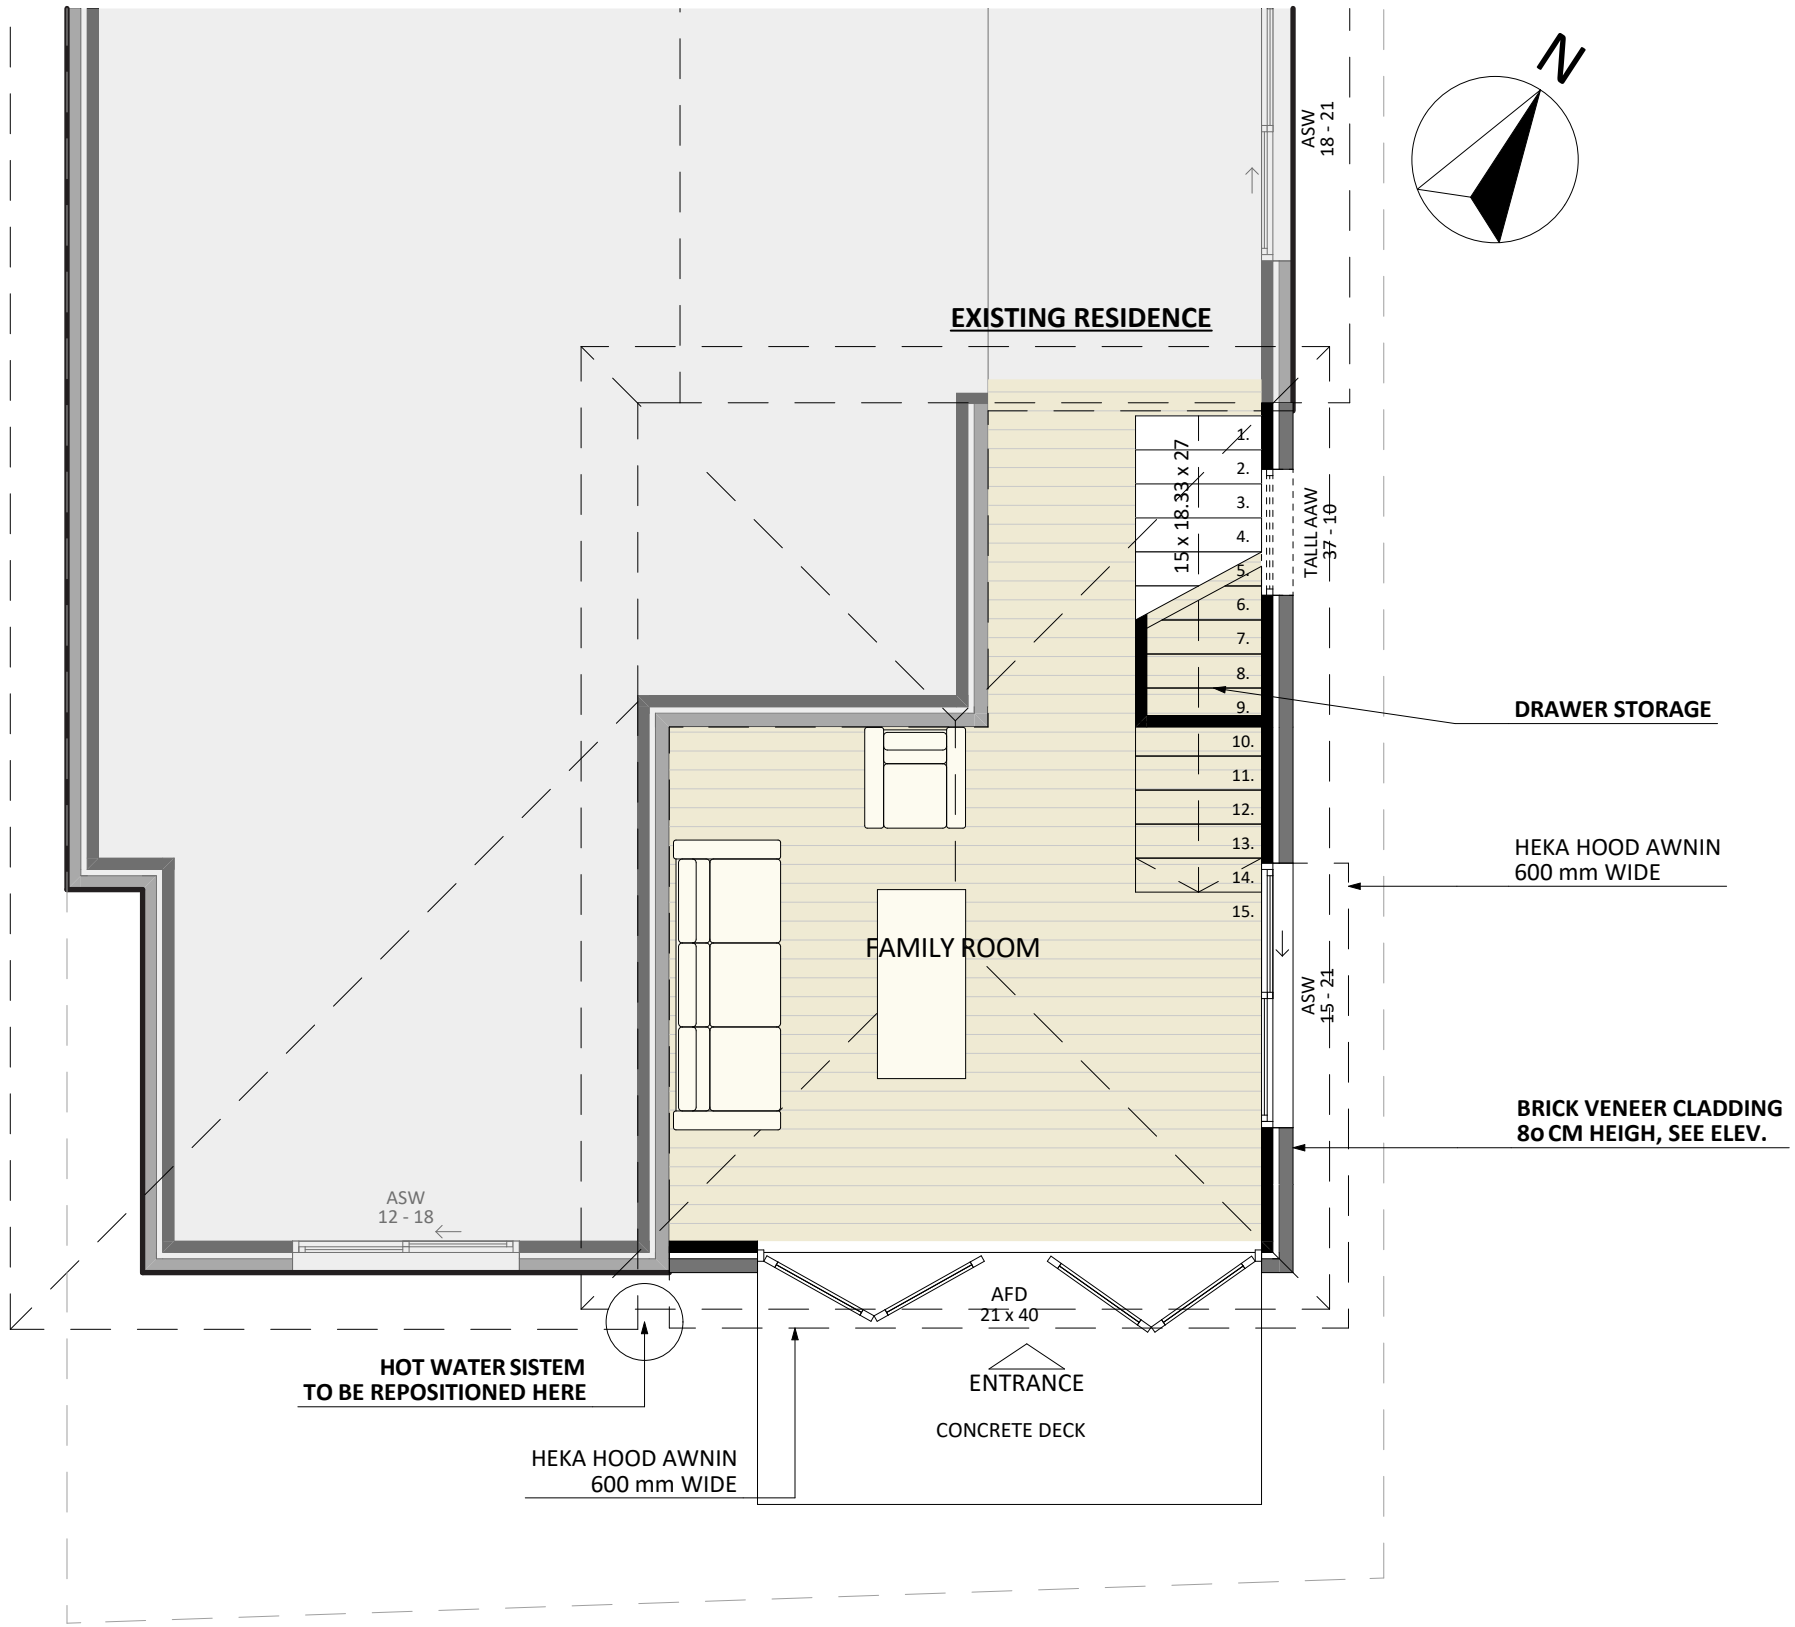 N
ASW
18 - 21
EXISTING RESIDENCE
15 x 18.33 x 27
1.
2.
3.
4.
5.
6.
7.
8.
9.
10.
11.
12.
13.
14.
15.
TALLL AAW
37 - 10
DRAWER STORAGE
HEKA HOOD AWNIN
600 mm WIDE
FAMILY ROOM
ASW
15 - 21
BRICK VENEER CLADDING
80 CM HEIGH, SEE ELEV.
ASW
12 - 18
AFD
21 x 40
HOT WATER SISTEM
TO BE REPOSITIONED HERE
ENTRANCE
CONCRETE DECK
HEKA HOOD AWNIN
600 mm WIDE